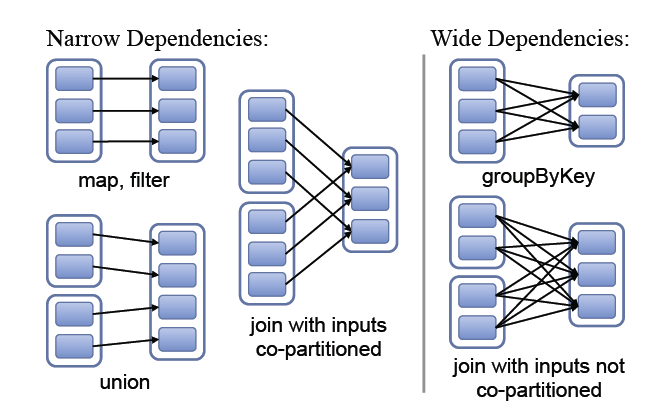 Narrow Dependencies:
map, filter
union
join with inputs
co-partitioned
Wide Dependencies:
groupByKey
join with inputs not
co-partitioned